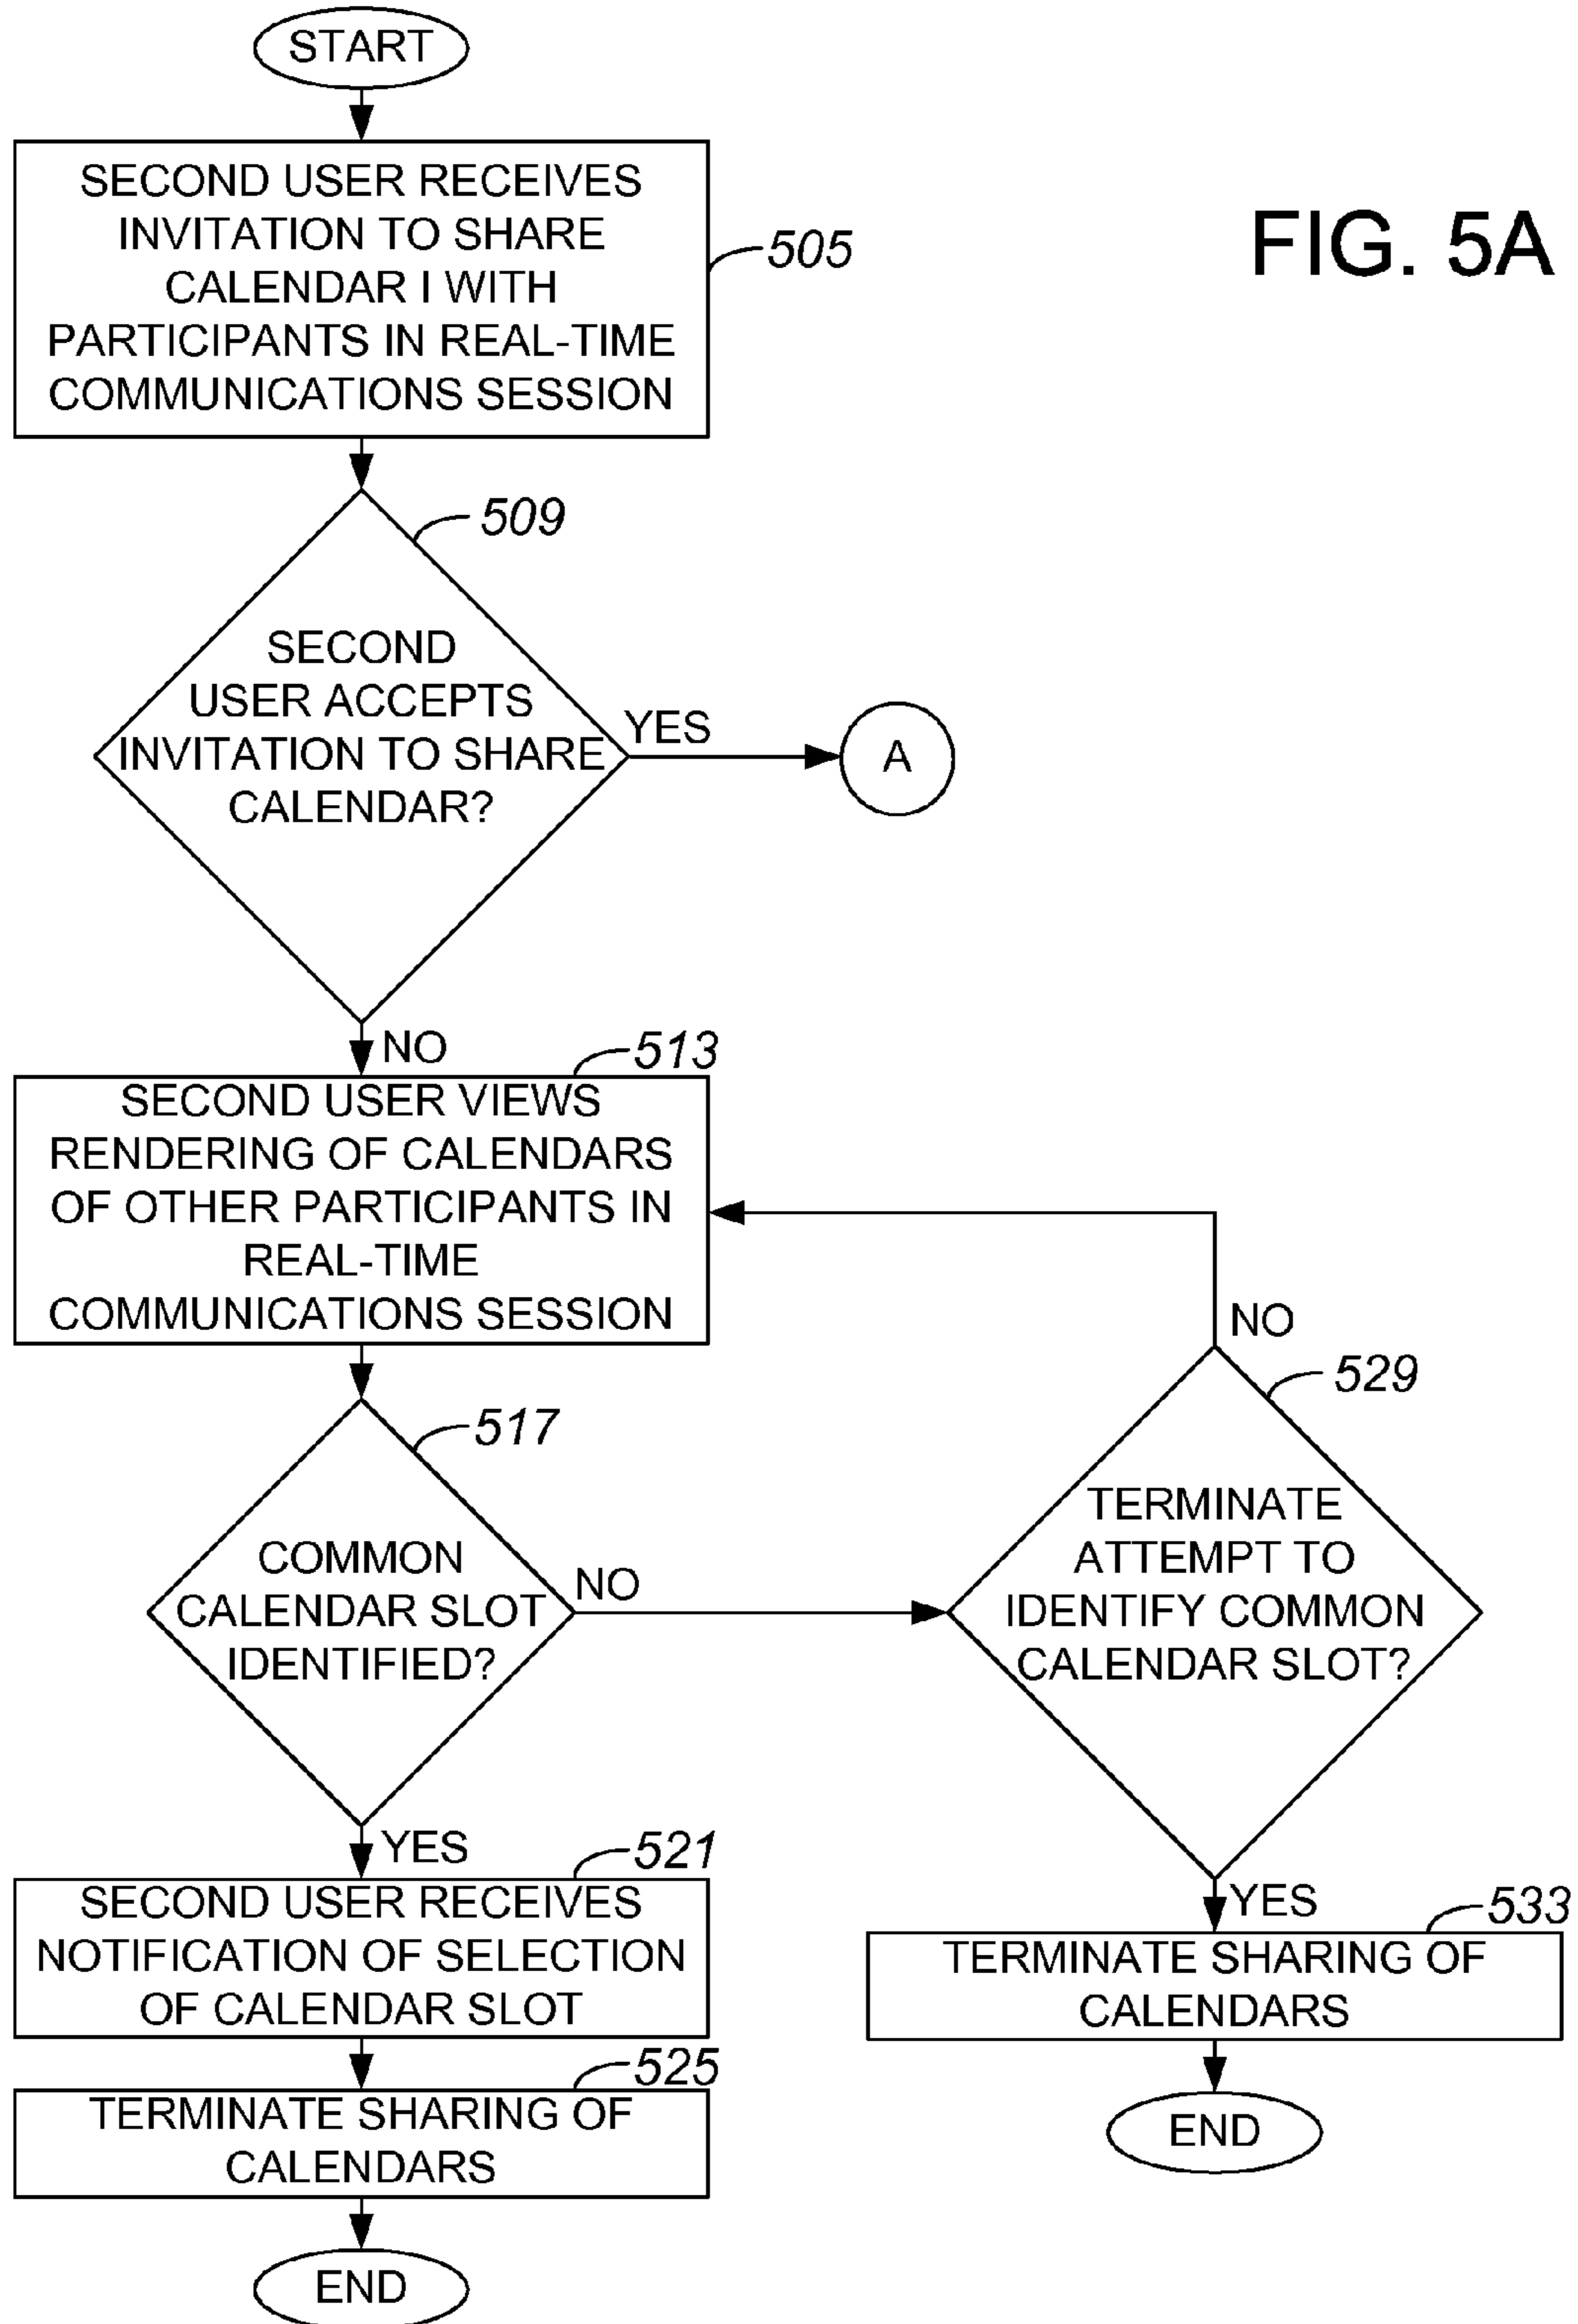 START
SECOND USER RECEIVES
INVITATION TO SHARE
CALENDAR I WITH
PARTICIPANTS IN REAL-TIME
COMMUNICATIONS SESSION
505
FIG. 5A
509
SECOND
USER ACCEPTS
INVITATION TO SHARE
CALENDAR?
YES
A
NO
513
SECOND USER VIEWS
RENDERING OF CALENDARS
OF OTHER PARTICIPANTS IN
REAL-TIME
COMMUNICATIONS SESSION
517
COMMON
CALENDAR SLOT
IDENTIFIED?
NO
NO
529
TERMINATE
ATTEMPT TO
IDENTIFY COMMON
CALENDAR SLOT?
YES
521
SECOND USER RECEIVES
NOTIFICATION OF SELECTION
OF CALENDAR SLOT
525
TERMINATE SHARING OF
CALENDARS
END
YES
533
TERMINATE SHARING OF
CALENDARS
END